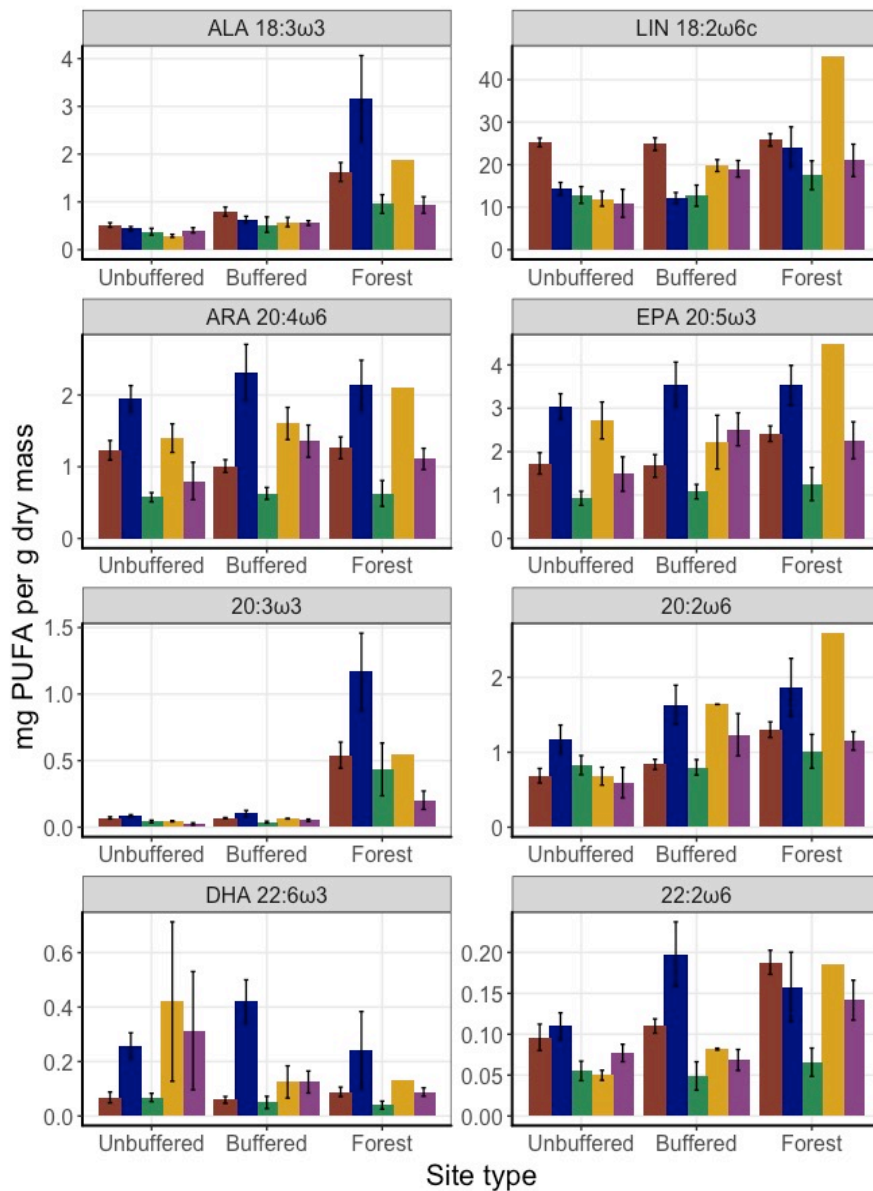 ALA 18:3ω3
4
3
2
1
0
Unbuffered Buffered Forest
LIN 18:2ω6c
40
30
20
10
0
Unbuffered Buffered Forest
ARA 20:4ω6
2
1
0
Unbuffered Buffered Forest
EPA 20:5ω3
4
3
2
1
0
Unbuffered Buffered Forest
20:3ω3
1.5
1.0
0.5
0.0
Unbuffered Buffered Forest
20:2ω6
2
1
0
Unbuffered Buffered Forest
DHA 22:6ω3
0.6
0.4
0.2
0.0
Unbuffered Buffered Forest
22:2ω6
0.20
0.15
0.10
0.05
0.00
Unbuffered Buffered Forest
mg PUFA per g dry mass
Site type